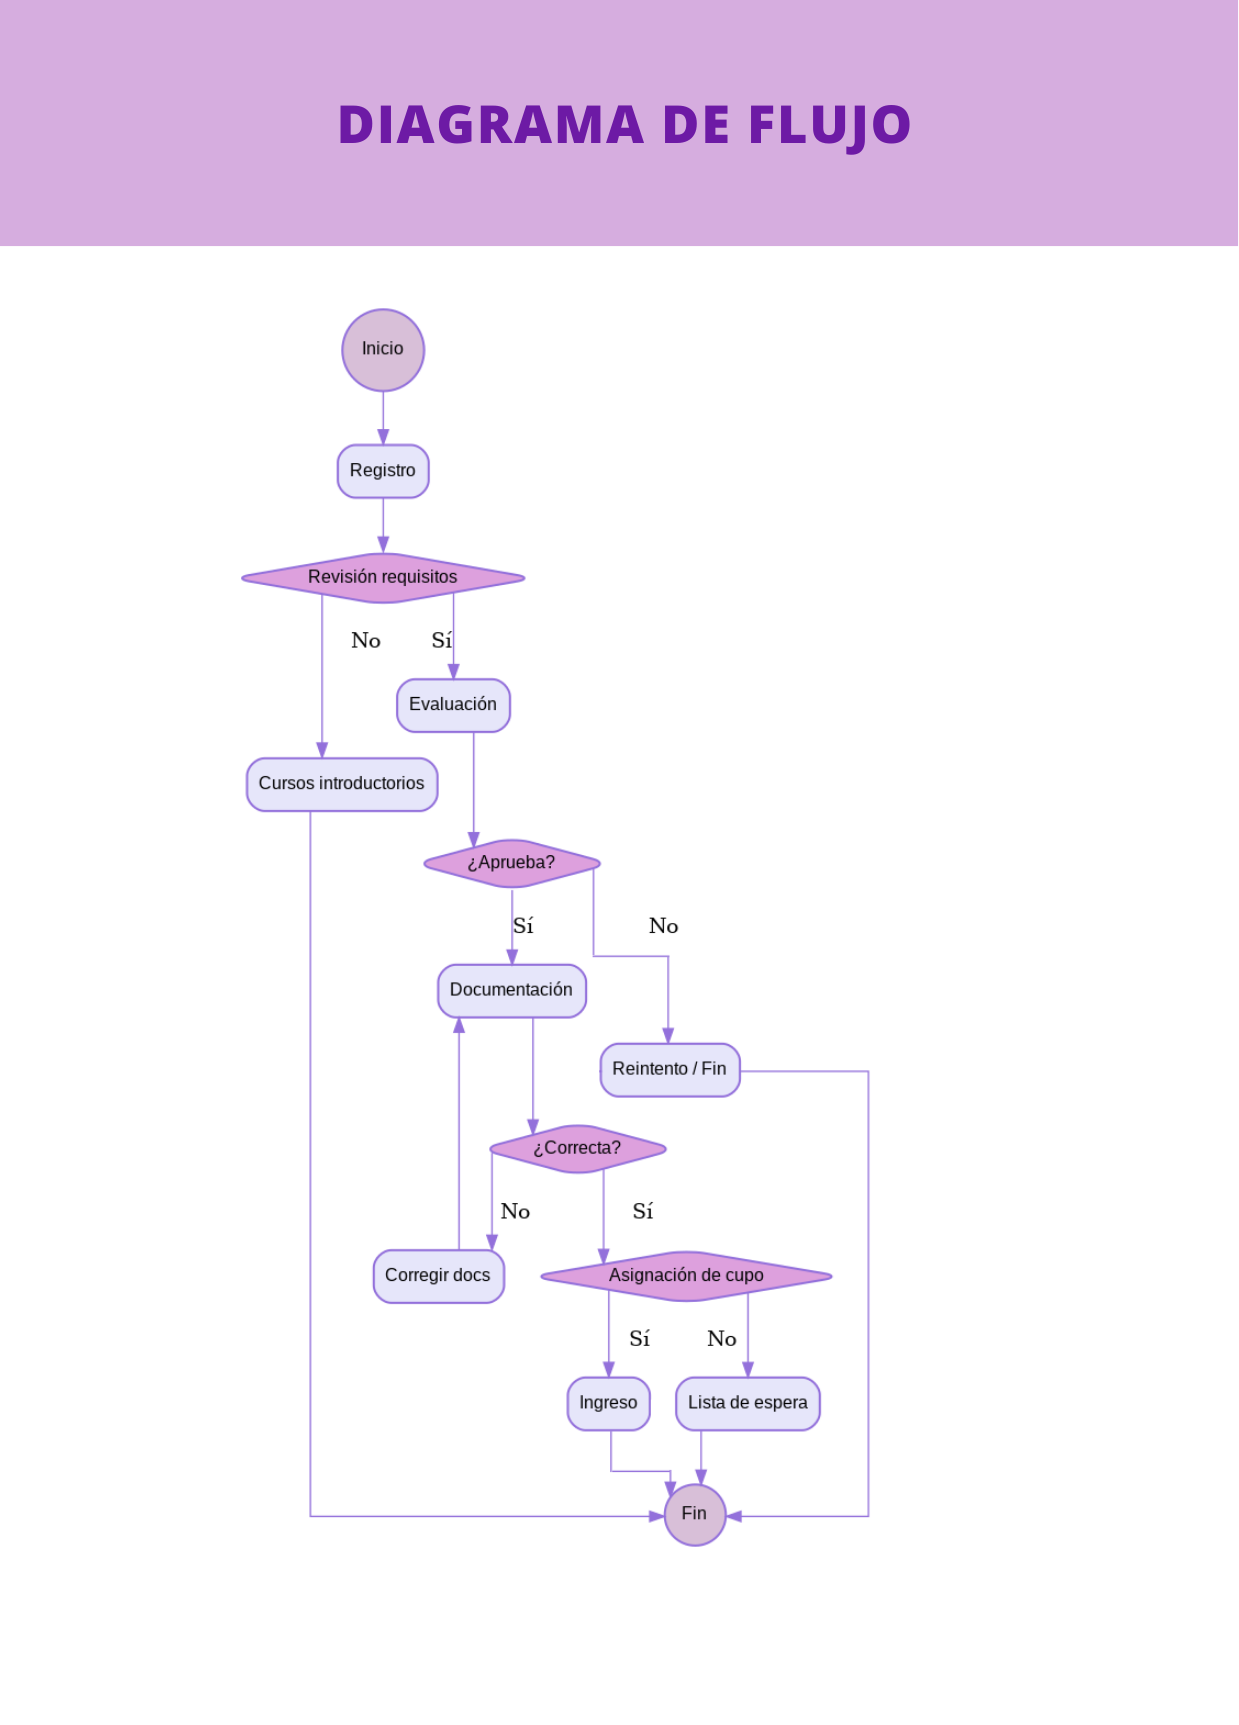 DIAGRAMA DE FLUJO
Inicio
Registro
Revisión requisitos
No
Sí
Evaluación
Cursos introductorios
¿Aprueba?
Sí
No
Documentación
Reintento / Fin
¿Correcta?
No
Sí
Corregir docs
Asignación de cupo
Sí
No
Ingreso
Lista de espera
Fin